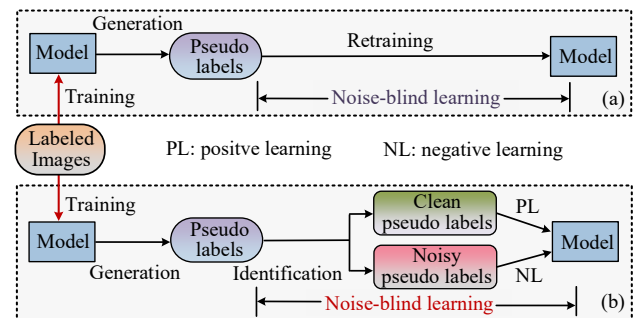 Generation
Model
Pseudo
labels
Retraining
Model
Training
Noise-blind learning
(a)
Labeled
Images
PL: positve learning
NL: negative learning
Training
Model
Generation
Pseudo
labels
Identification
Clean
pseudo labels
PL
Noisy
pseudo labels
NL
Model
Noise-blind learning
(b)